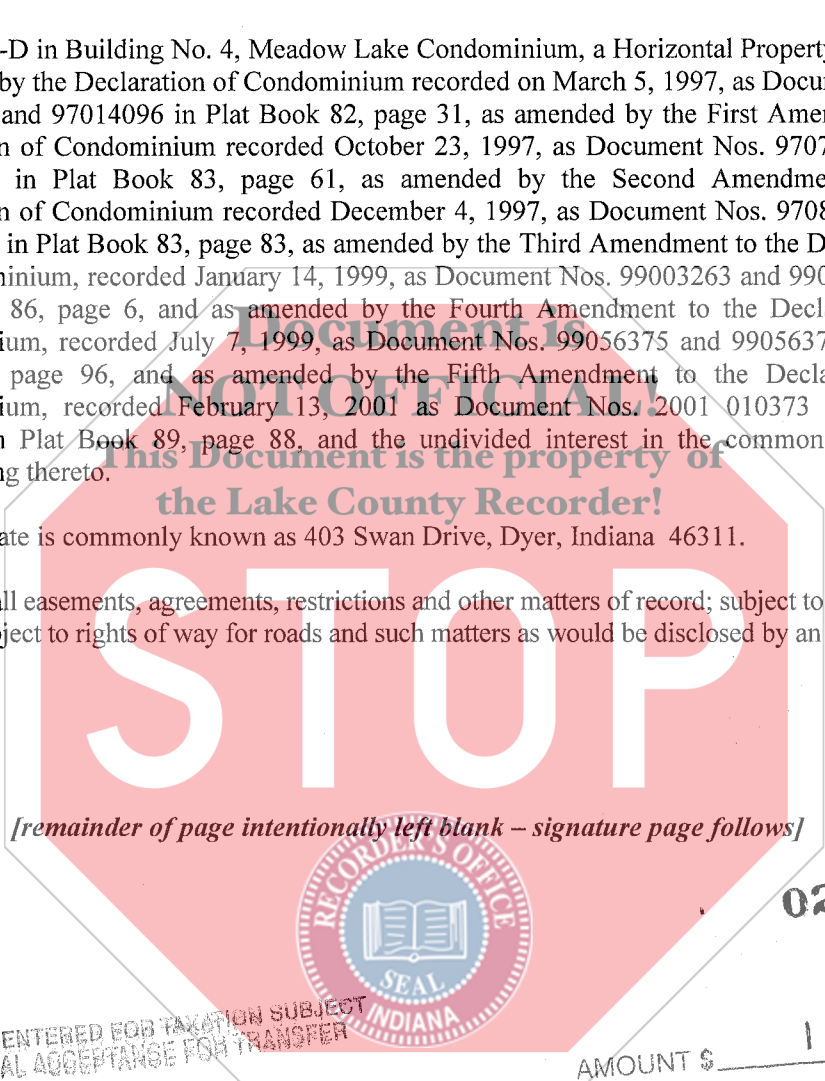 -D in Building No. 4, Meadow Lake Condominium, a Horizontal Property
by the Declaration of Condominium recorded on March 5, 1997, as Docu
and 97014096 in Plat Book 82, page 31, as amended by the First Amen
n of Condominium recorded October 23, 1997, as Document Nos. 9707
in Plat Book 83, page 61, as amended by the Second Amendme
n of Condominium recorded December 4, 1997, as Document Nos. 9708
in Plat Book 83, page 83, as amended by the Third Amendment to the D
inium, recorded January 14, 1999, as Document Nos. 99003263 and 990
86, page 6, and as amended by the Fourth Amendment to the Decl
Document is
ium, recorded July 7, 1999, as Document Nos. 99056375 and 9905637
page 96, and as amended by the Fifth Amendment to the Decla
NOT OFFICIAL!
ium, recorded February 13, 2001 as Document Nos. 2001 010373
Plat Book 89, page 88, and the undivided interest in the common
This Document is the property of
g thereto.
the Lake County Recorder!
ate is commonly known as 403 Swan Drive, Dyer, Indiana 46311.
STOP
ll easements, agreements, restrictions and other matters of record; subject to
ject to rights of way for roads and such matters as would be disclosed by an
[remainder of page intentionally left blank – signature page follows]
RECORDER'S OFFICE
02
SEAL
INDIANA
ENTERED FOR TAXATION SUBJECT
AL ACCEPTANCE FOR TRANSFER
AMOUNT $